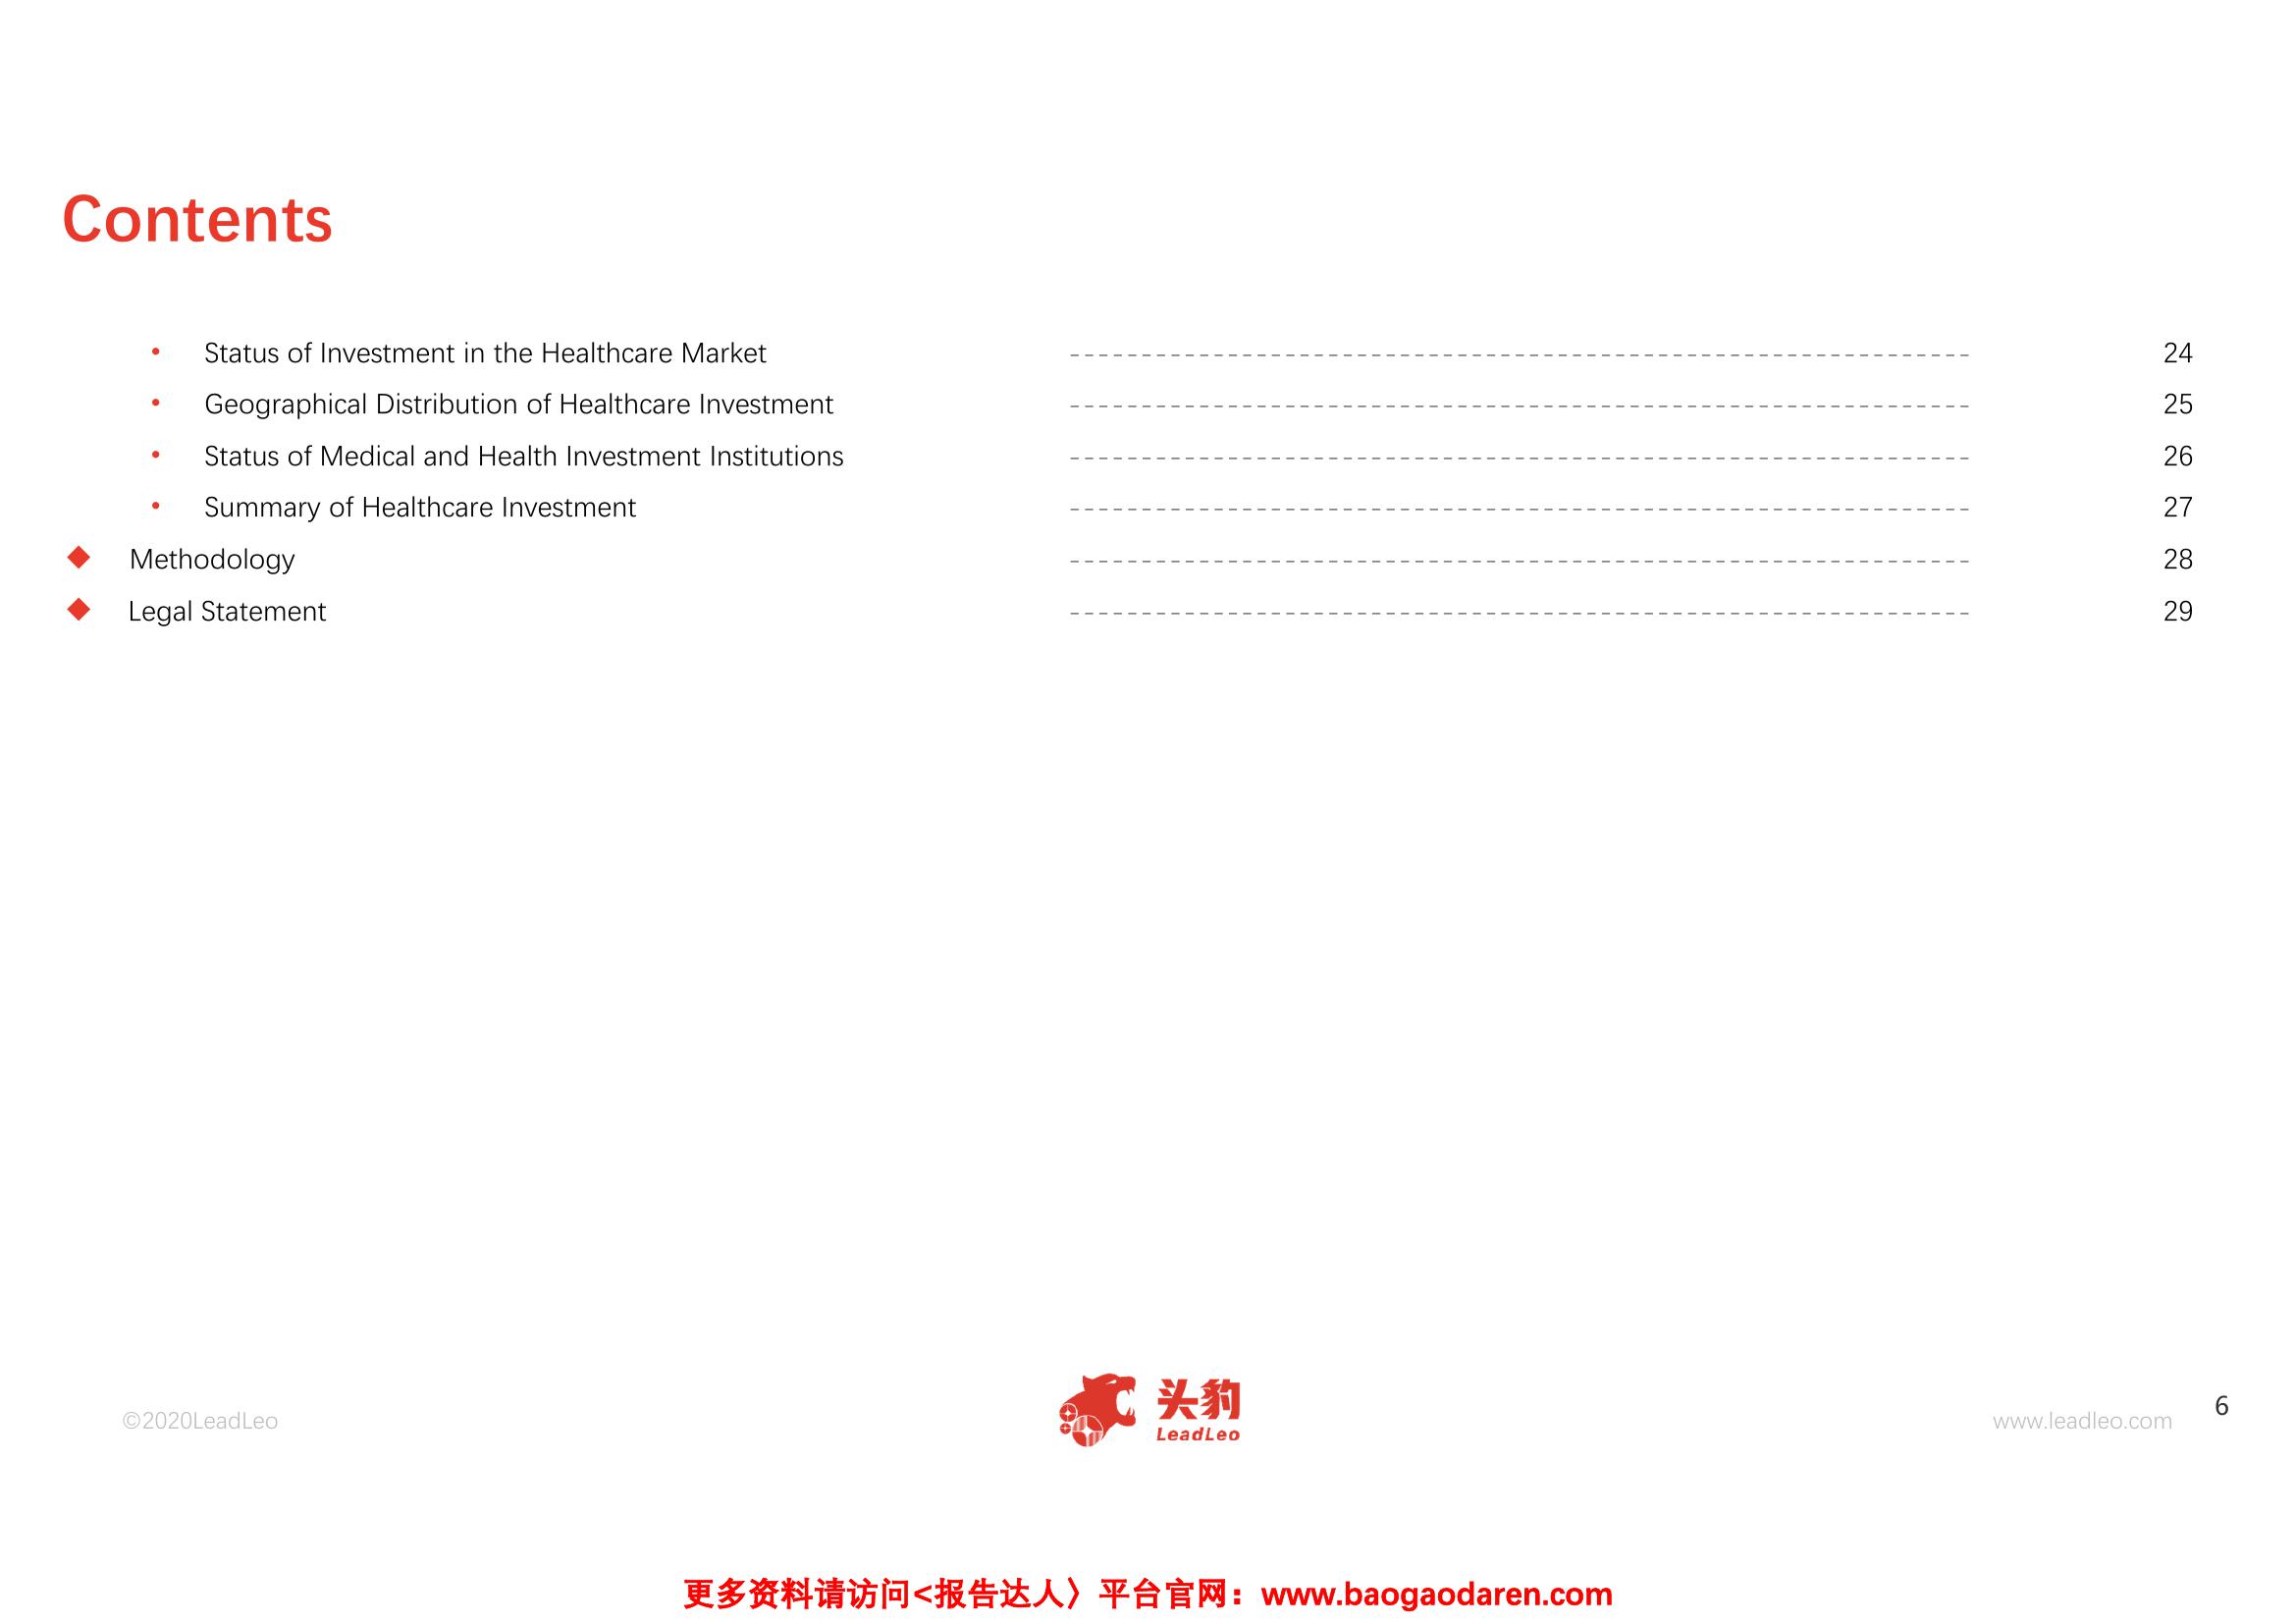 Contents
• Status of Investment in the Healthcare Market -------------------------------------------------------------- 24
• Geographical Distribution of Healthcare Investment -------------------------------------------------------------- 25
• Status of Medical and Health Investment Institutions -------------------------------------------------------------- 26
• Summary of Healthcare Investment -------------------------------------------------------------- 27
◆ Methodology -------------------------------------------------------------- 28
◆ Legal Statement -------------------------------------------------------------- 29
©2020LeadLeo
头豹
LeadLeo
www.leadleo.com
6
更多资料请访问<报告达人〉平台官网：www.baogaodaren.com